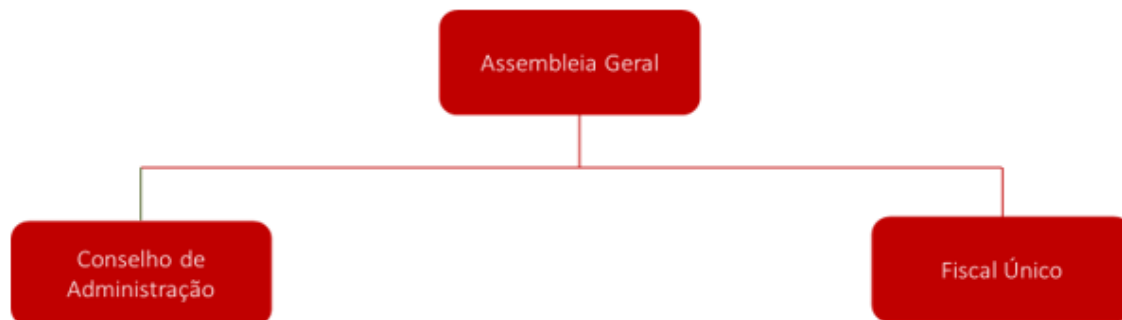 Assembleia Geral
Conselho de
Administração
Fiscal Único